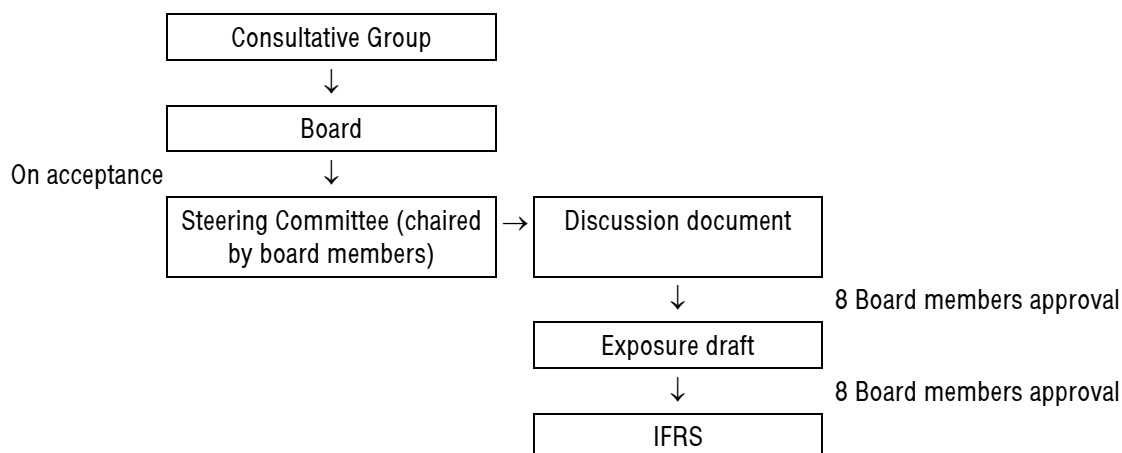 Consultative Group
↓
Board
On acceptance ↓
Steering Committee (chaired → Discussion document
by board members)
↓ 8 Board members approval
Exposure draft
↓ 8 Board members approval
IFRS